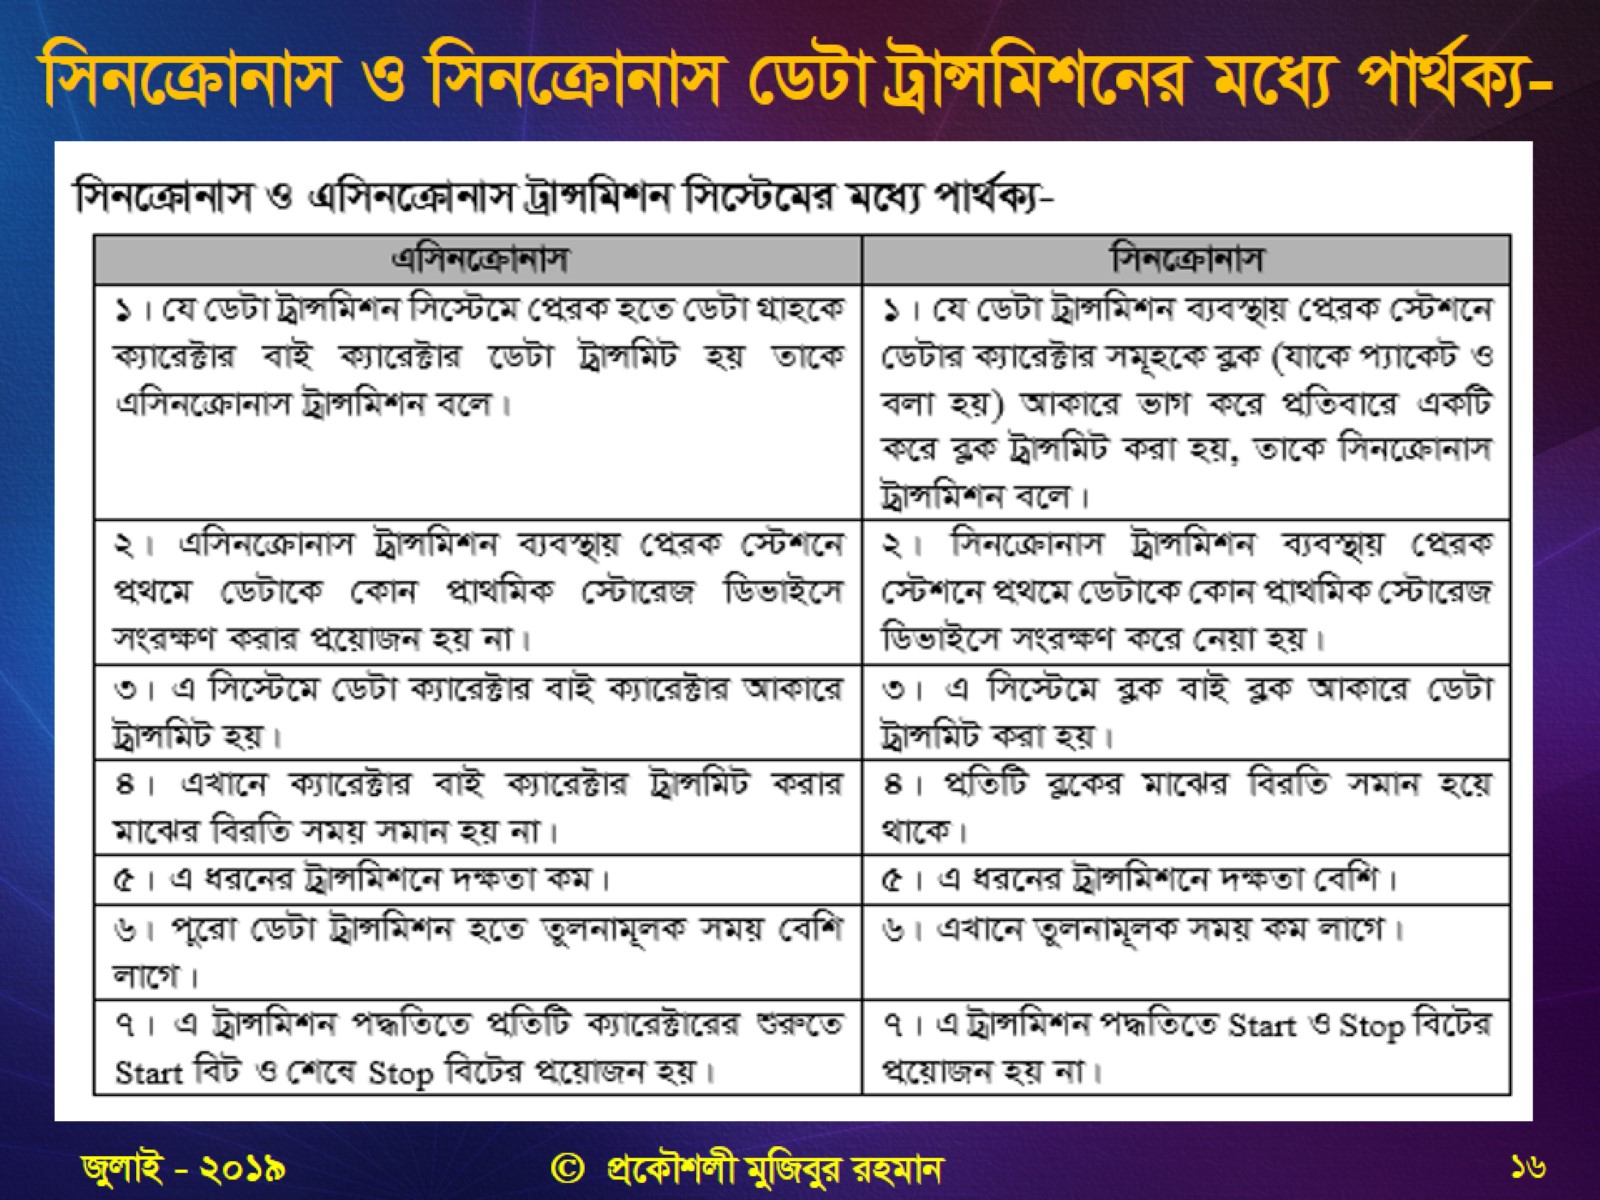 সিনক্রোনাস ও সিনক্রোনাস ডেটা ট্রান্সমিশনের মধ্যে পার্থক্য-
সিনক্রোনাস ও এসিনক্রোনাস ট্রান্সমিশন সিস্টেমের মধ্যে পার্থক্য-
এসিনক্রোনাস
সিনক্রোনাস
১। যে ডেটা ট্রান্সমিশন সিস্টেমে প্রেরক হতে ডেটা গ্রাহকে
ক্যারেক্টার বাই ক্যারেক্টার ডেটা ট্রান্সমিট হয় তাকে
এসিনক্রোনাস ট্রান্সমিশন বলে।
১। যে ডেটা ট্রান্সমিশন ব্যবস্থায় প্রেরক স্টেশনে
ডেটার ক্যারেক্টার সমূহকে ব্লক (যাকে প্যাকেট ও
বলা হয়) আকারে ভাগ করে প্রতিবারে একটি
করে ব্লক ট্রান্সমিট করা হয়, তাকে সিনক্রোনাস
ট্রান্সমিশন বলে।
২। এসিনক্রোনাস ট্রান্সমিশন ব্যবস্থায় প্রেরক স্টেশনে
প্রথমে ডেটাকে কোন প্রাথমিক স্টোরেজ ডিভাইসে
সংরক্ষণ করার প্রয়োজন হয় না।
২। সিনক্রোনাস ট্রান্সমিশন ব্যবস্থায় প্রেরক
স্টেশনে প্রথমে ডেটাকে কোন প্রাথমিক স্টোরেজ
ডিভাইসে সংরক্ষণ করে নেয়া হয়।
৩। এ সিস্টেমে ডেটা ক্যারেক্টার বাই ক্যারেক্টার আকারে
ট্রান্সমিট হয়।
৩। এ সিস্টেমে ব্লক বাই ব্লক আকারে ডেটা
ট্রান্সমিট করা হয়।
৪। এখানে ক্যারেক্টার বাই ক্যারেক্টার ট্রান্সমিট করার
মাঝের বিরতি সময় সমান হয় না।
৪। প্রতিটি ব্লকের মাঝের বিরতি সমান হয়ে
থাকে।
৫। এ ধরনের ট্রান্সমিশনে দক্ষতা কম।
৫। এ ধরনের ট্রান্সমিশনে দক্ষতা বেশি।
৬। পুরো ডেটা ট্রান্সমিশন হতে তুলনামূলক সময় বেশি
লাগে।
৬। এখানে তুলনামূলক সময় কম লাগে।
৭। এ ট্রান্সমিশন পদ্ধতিতে প্রতিটি ক্যারেক্টারের শুরুতে
Start বিট ও শেষে Stop বিটের প্রয়োজন হয়।
৭। এ ট্রান্সমিশন পদ্ধতিতে Start ও Stop বিটের
প্রয়োজন হয় না।
জুলাই - ২০১৯
© প্রকৌশলী মুজিবুর রহমান
১৬